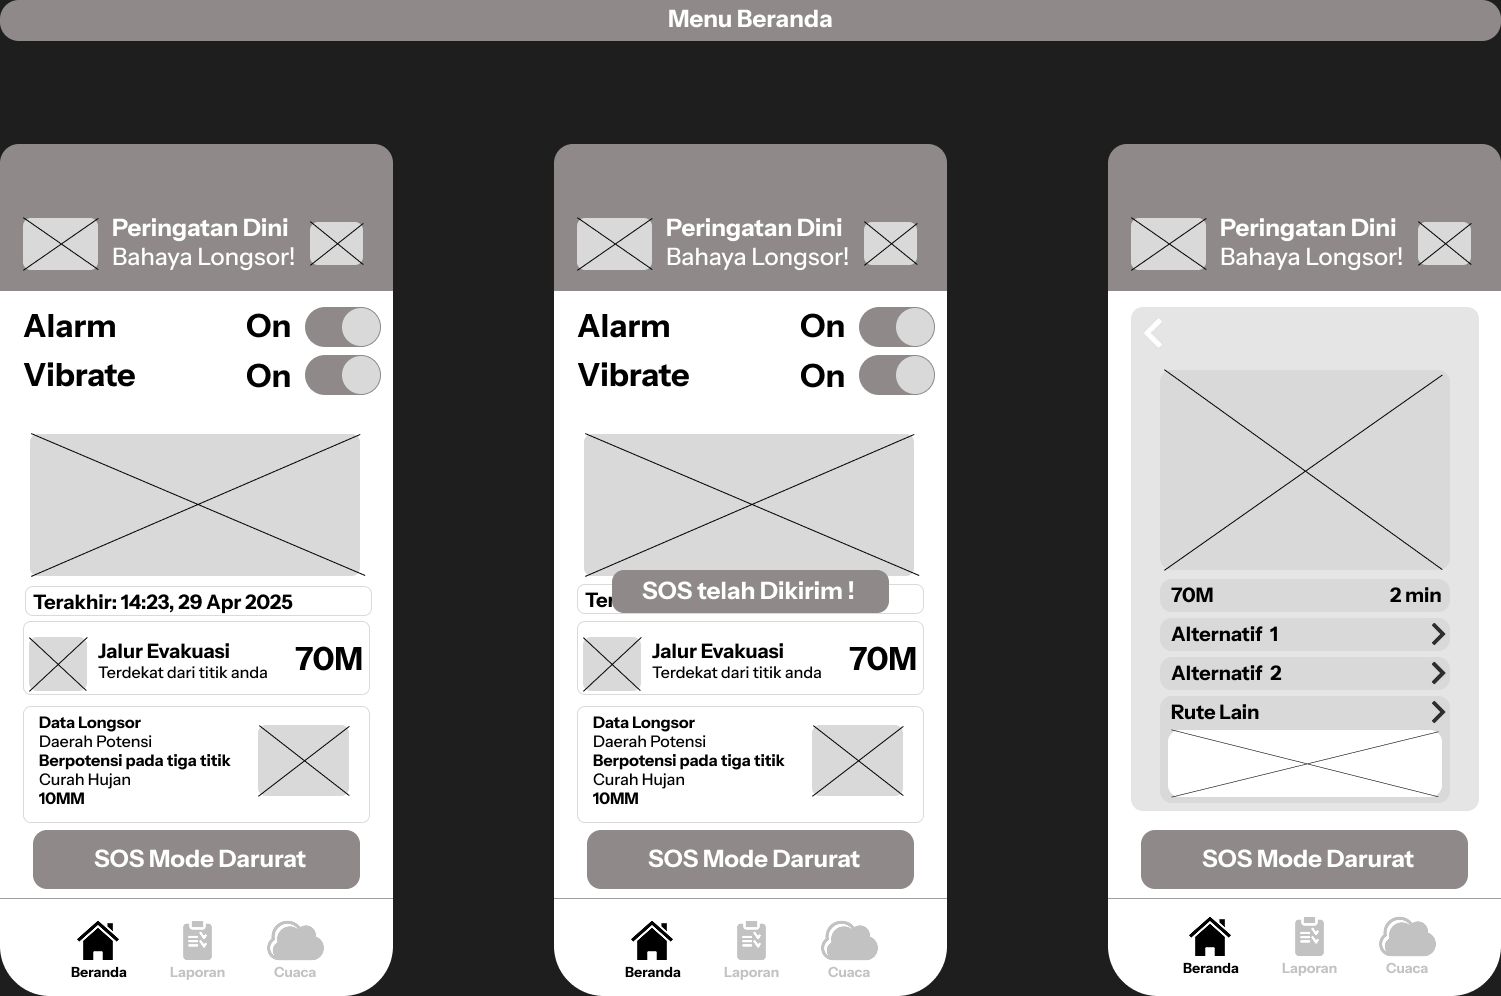 Menu Beranda
Peringatan Dini
Bahaya Longsor!
Alarm On
Vibrate On
Terakhir: 14:23, 29 Apr 2025
Jalur Evakuasi
Terdekat dari titik anda
70M
Data Longsor
Daerah Potensi
Berpotensi pada tiga titik
Curah Hujan
10MM
SOS Mode Darurat
Beranda Laporan Cuaca
Peringatan Dini
Bahaya Longsor!
Alarm On
Vibrate On
SOS telah Dikirim !
Jalur Evakuasi
Terdekat dari titik anda
70M
Data Longsor
Daerah Potensi
Berpotensi pada tiga titik
Curah Hujan
10MM
SOS Mode Darurat
Beranda Laporan Cuaca
Peringatan Dini
Bahaya Longsor!
70M 2 min
Alternatif 1
Alternatif 2
Rute Lain
SOS Mode Darurat
Beranda Laporan Cuaca